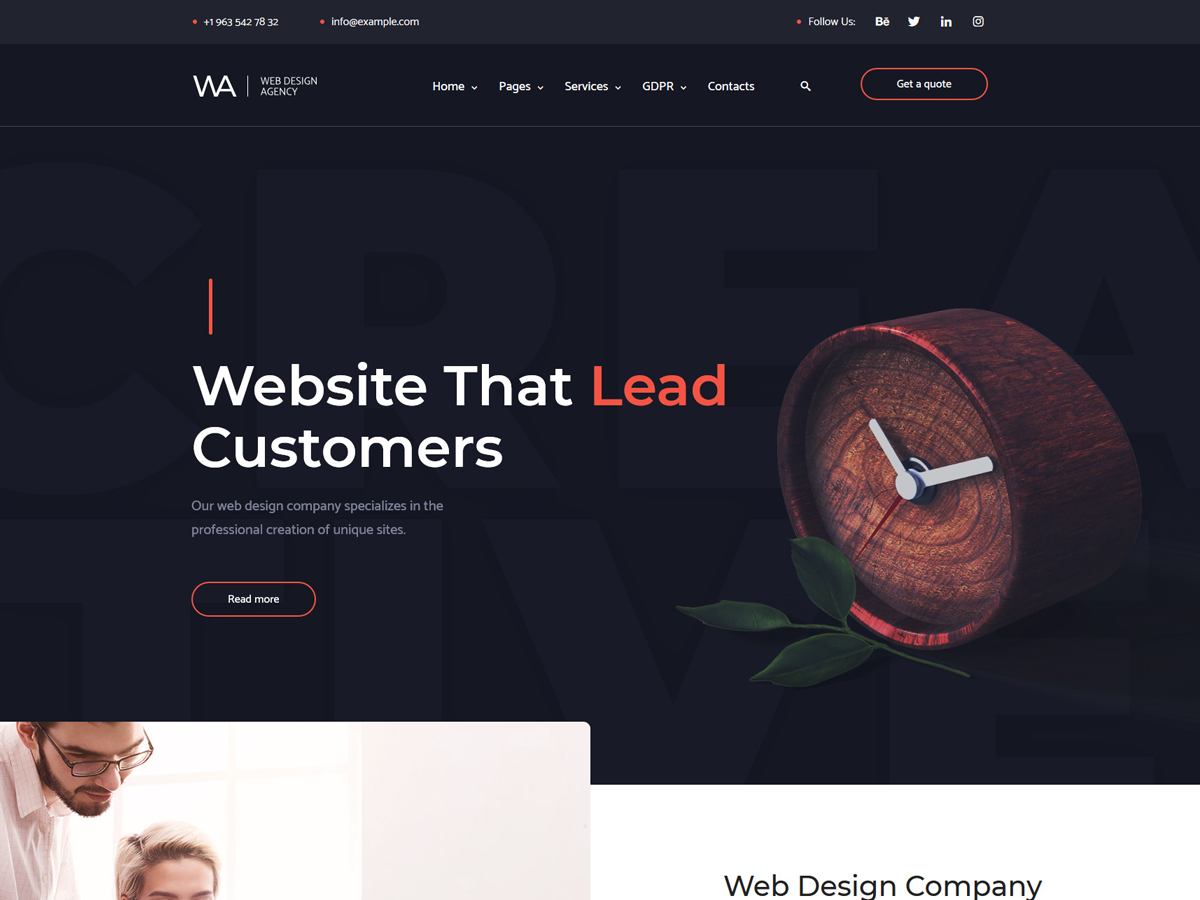 +1 963 542 78 32
info@example.com
Follow Us:
WA
WEB DESIGN
AGENCY
Home
Pages
Services
GDPR
Contacts
Get a quote
CREA
TIVE
Website That Lead
Customers
Our web design company specializes in the
professional creation of unique sites.
Read more
Web Design Company